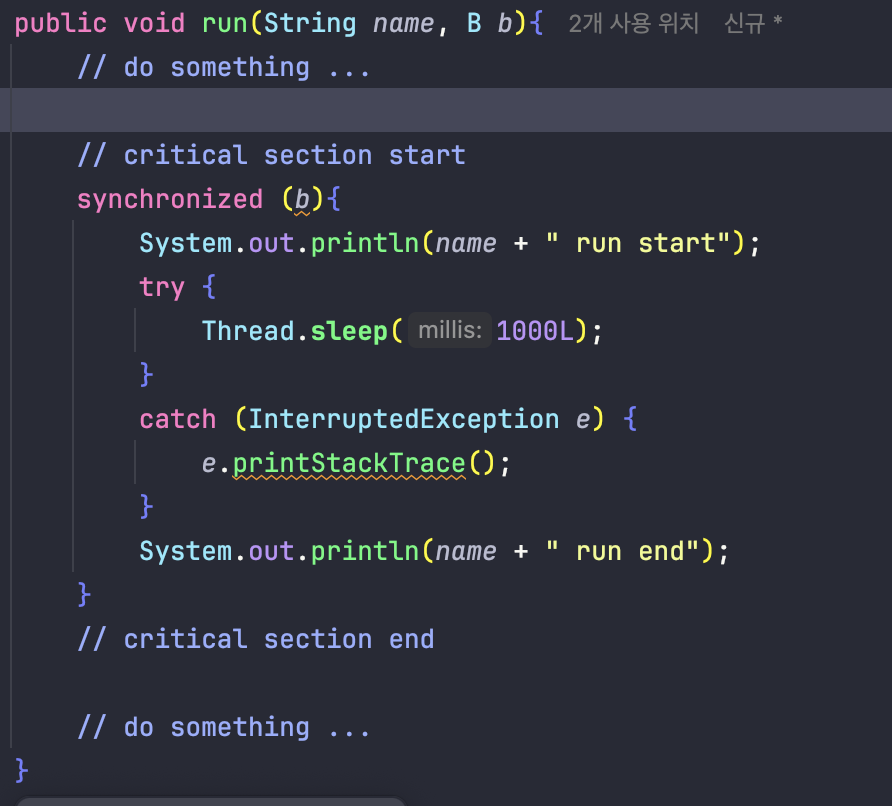 public void run(String name, B b){ 2개 사용 위치 신규 *
// do something ...
// critical section start
synchronized (b){
System.out.println(name + " run start");
try {
Thread.sleep( millis: 1000L);
}
catch (InterruptedException e) {
e.printStackTrace();
}
System.out.println(name + " run end");
}
// critical section end
// do something ...
}